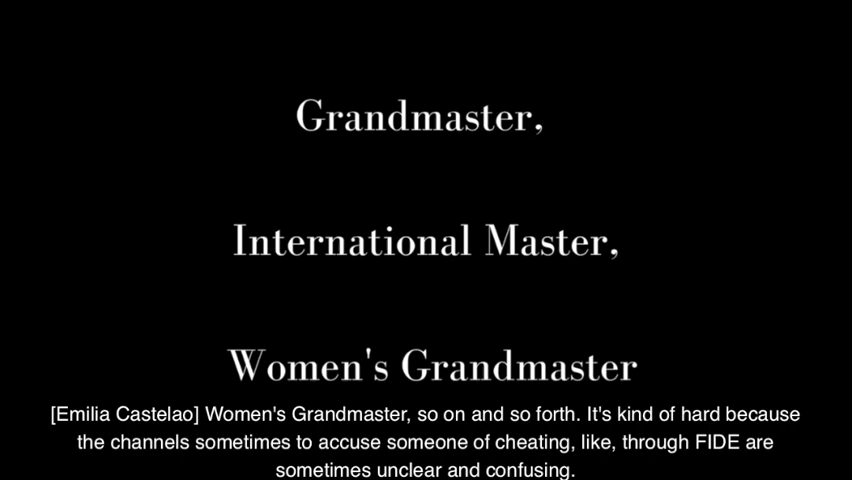 Grandmaster,
International Master,
Women's Grandmaster
[Emilia Castelao] Women's Grandmaster, so on and so forth. It's kind of hard because
the channels sometimes to accuse someone of cheating, like, through FIDE are
sometimes unclear and confusing.